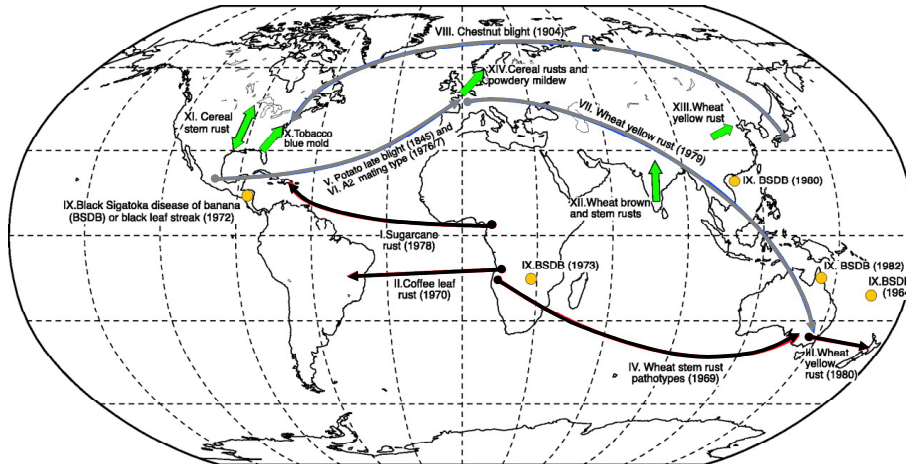 VIII. Chestnut blight (1904)
XIV.Cereal rusts and
powdery mildew
XI. Cereal
stem rust
X.Tobacco
blue mold
VII. Wheat yellow rust (1979)
XIII.Wheat
yellow rust
V. Potato late blight (1845) and
VI. A2 mating type (1976/7)
IX. BSDB (1980)
IX.Black Sigatoka disease of banana
(BSDB) or black leaf streak (1972)
XII.Wheat brown
and stem rusts
I.Sugarcane
rust (1978)
IX.BSDB (1973)
IX. BSDB (1982)
IX.BSD
(1964
II.Coffee leaf
rust (1970)
IV. Wheat stem rust
pathotypes (1969)
III.Wheat
yellow
rust (1980)